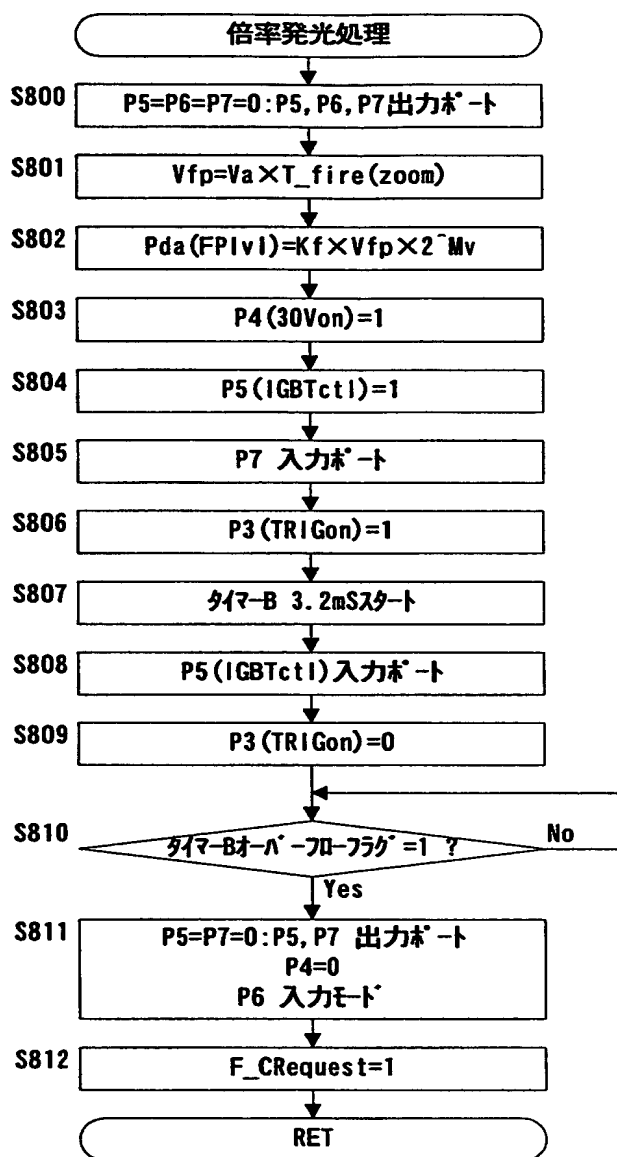 倍率発光処理
S800
P5=P6=P7=0:P5,P6,P7出力ﾎﾟｰﾄ
S801
Vfp=Va×T_fire(zoom)
S802
Pda(FPlvl)=Kf×Vfp×2^Mv
S803
P4(30Von)=1
S804
P5(IGBTctl)=1
S805
P7 入力ﾎﾟｰﾄ
S806
P3(TRIGon)=1
S807
ﾀｲﾏｰB 3.2mSｽﾀｰﾄ
S808
P5(IGBTctl)入力ﾎﾟｰﾄ
S809
P3(TRIGon)=0
S810
ﾀｲﾏｰBｵｰﾊﾞｰﾌﾛｰﾌﾗｸﾞ=1 ?
No
Yes
S811
P5=P7=0:P5,P7 出力ﾎﾟｰﾄ
P4=0
P6 入力ﾓｰﾄﾞ
S812
F_CRequest=1
RET